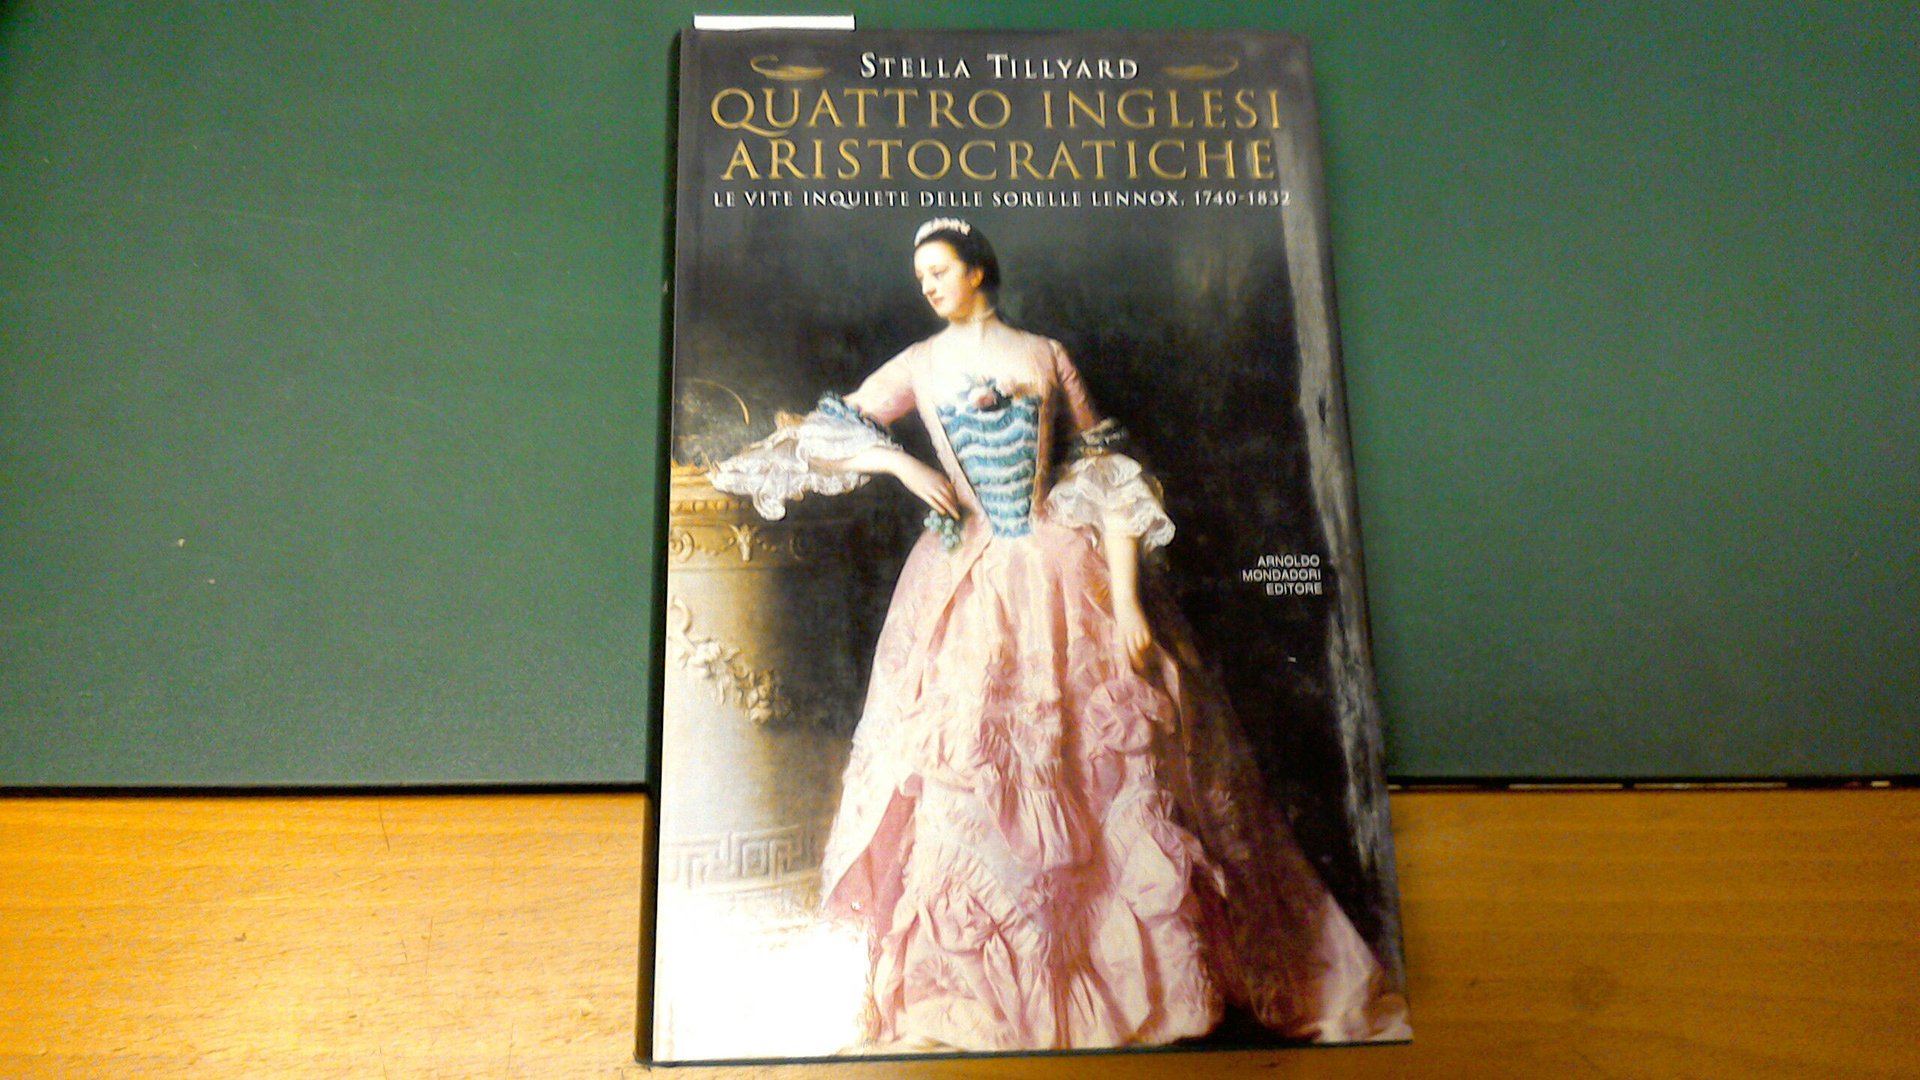 STELLA TILLYARD
QUATTRO INGLESI
ARISTOCRATICHE
LE VITE INQUIETE DELLE SORELLE LENNOX, 1740-1832
ARNOLDO
MONDADORI
EDITORE